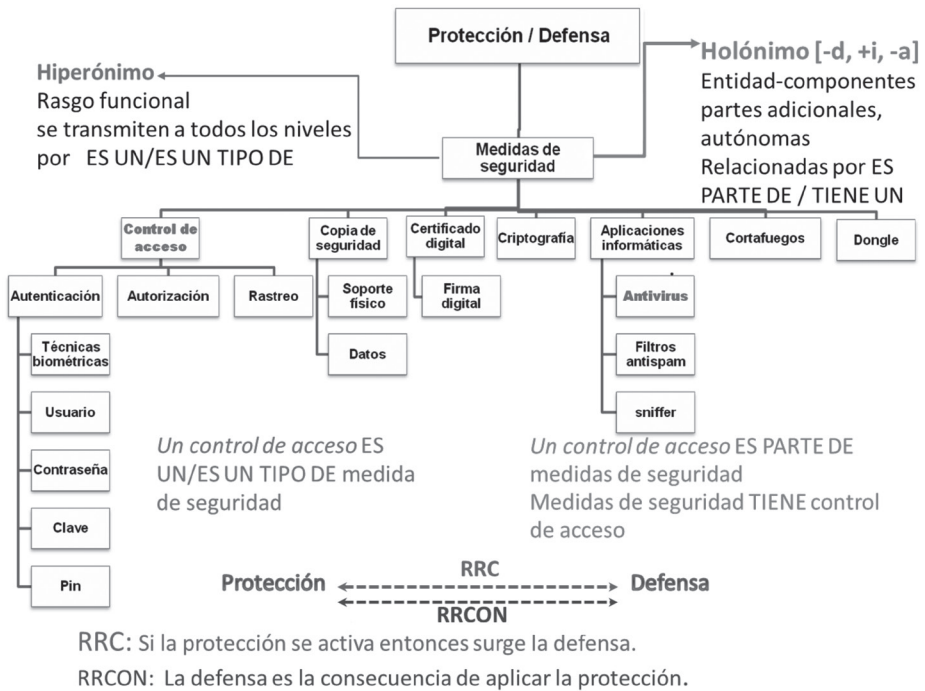 Protección / Defensa
Hiperónimo
Rasgo funcional
se transmiten a todos los niveles
por ES UN/ES UN TIPO DE
Holónimo [-d, +i, -a]
Entidad-componentes
partes adicionales,
autónomas
Relacionadas por ES
PARTE DE / TIENE UN
Medidas de
seguridad
Control de
acceso
Copia de
seguridad
Certificado
digital
Criptografía
Aplicaciones
informáticas
Cortafuegos
Dongle
Autenticación
Autorización
Rastreo
Soporte
físico
Firma
digital
Antivirus
Técnicas
biométricas
Datos
Filtros
antispam
Usuario
sniffer
Contraseña
Clave
Pin
Un control de acceso ES
UN/ES UN TIPO DE medida
de seguridad
Un control de acceso ES PARTE DE
medidas de seguridad
Medidas de seguridad TIENE control
de acceso
Protección
RRC
Defensa
RRCON
RRC: Si la protección se activa entonces surge la defensa.
RRCON: La defensa es la consecuencia de aplicar la protección.